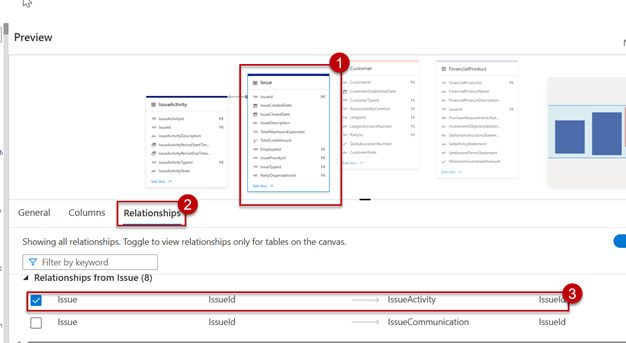 Preview
1
IssueActivity
IssueActivityId PK
IssueId FK
IssueActivityDescription
IssueActivityPeriodStartTim...
IssueActivityPeriodEndTime...
IssueActivityTypeId FK
IssueActivityNote
See less
Issue
IssueId PK
IssueCreatedDate
IssueClosedDate
IssueDescription
TotalManhoursExpended
TotalCostAmount
EmployeeId FK
IssuePriorityId FK
IssueTypeId FK
PartyOrganizationId FK
See less
Customer
CustomerId PK
CustomerEstablishedDate
CustomerTypeId FK
ResponsibilityCenterId FK
LedgerId FK
LedgerAccountNumber FK
PartyId FK
GlobalLocationNumber
CustomerNote
See less
FinancialProduct
FinancialProductId PK
FinancialProductName
FinancialProductDescription
IssueId FK
PurchaseRequirementsStat...
InvestmentObjectiveStatem...
DeliveryInstructionsStatem...
SalesPolicyStatement
SettlementTermsStatement
MinimumInvestmentAmount
See less
General Columns Relationships
2
Showing all relationships. Toggle to view relationships only for tables on the canvas.
Filter by keyword
Relationships from Issue (8)
Issue IssueId IssueActivity IssueId
3
Issue IssueId IssueCommunication IssueId